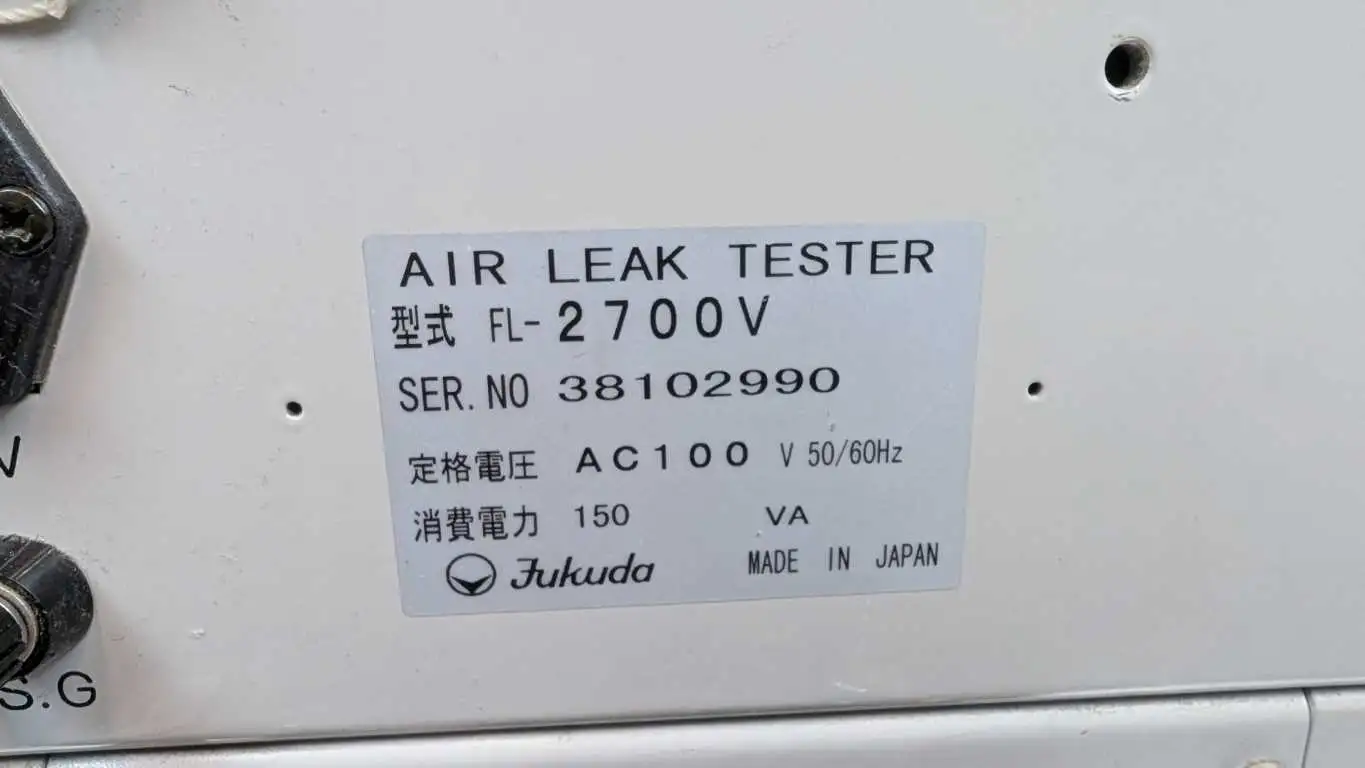 AIR LEAK TESTER
型式 FL-2700V
SER.NO 38102990
定格電圧 AC100 V 50/60Hz
消費電力 150 VA
Fukuda MADE IN JAPAN
S.G